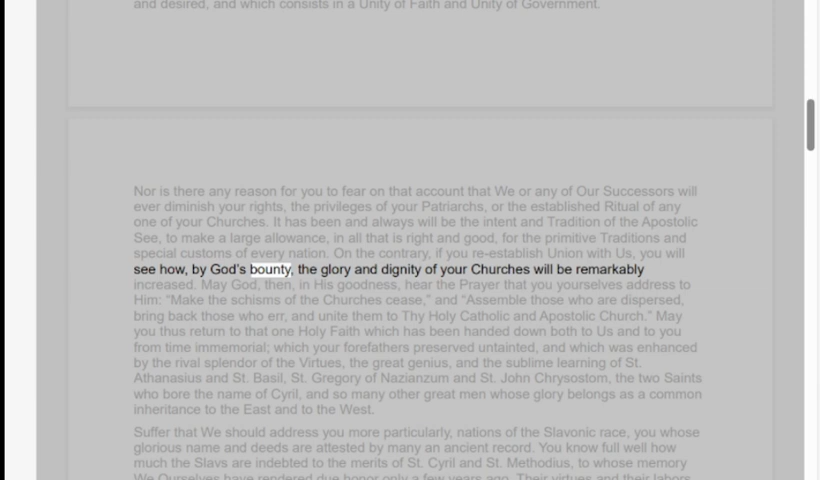 and desired, and which consists in a Unity of Faith and Unity of Government.
Nor is there any reason for you to fear on that account that We or any of Our Successors will
ever diminish your rights, the privileges of your Patriarchs, or the established Ritual of any
one of your Churches. It has been and always will be the intent and Tradition of the Apostolic
See, to make a large allowance, in all that is right and good, for the primitive Traditions and
special customs of every nation. On the contrary, if you re-establish Union with Us, you will
see how, by God's bounty, the glory and dignity of your Churches will be remarkably
increased. May God, then, in His goodness, hear the Prayer that you yourselves address to
Him: “Make the schisms of the Churches cease,” and “Assemble those who are dispersed,
bring back those who err, and unite them to Thy Holy Catholic and Apostolic Church.” May
you thus return to that one Holy Faith which has been handed down both to Us and to you
from time immemorial; which your forefathers preserved untainted, and which was enhanced
by the rival splendor of the Virtues, the great genius, and the sublime learning of St.
Athanasius and St. Basil, St. Gregory of Nazianzum and St. John Chrysostom, the two Saints
who bore the name of Cyril, and so many other great men whose glory belongs as a common
inheritance to the East and to the West.
Suffer that We should address you more particularly, nations of the Slavonic race, you whose
glorious name and deeds are attested by many an ancient record. You know full well how
much the Slavs are indebted to the merits of St. Cyril and St. Methodius, to whose memory
We Ourselves have rendered due honor only a few years ago. Their virtues and their labors